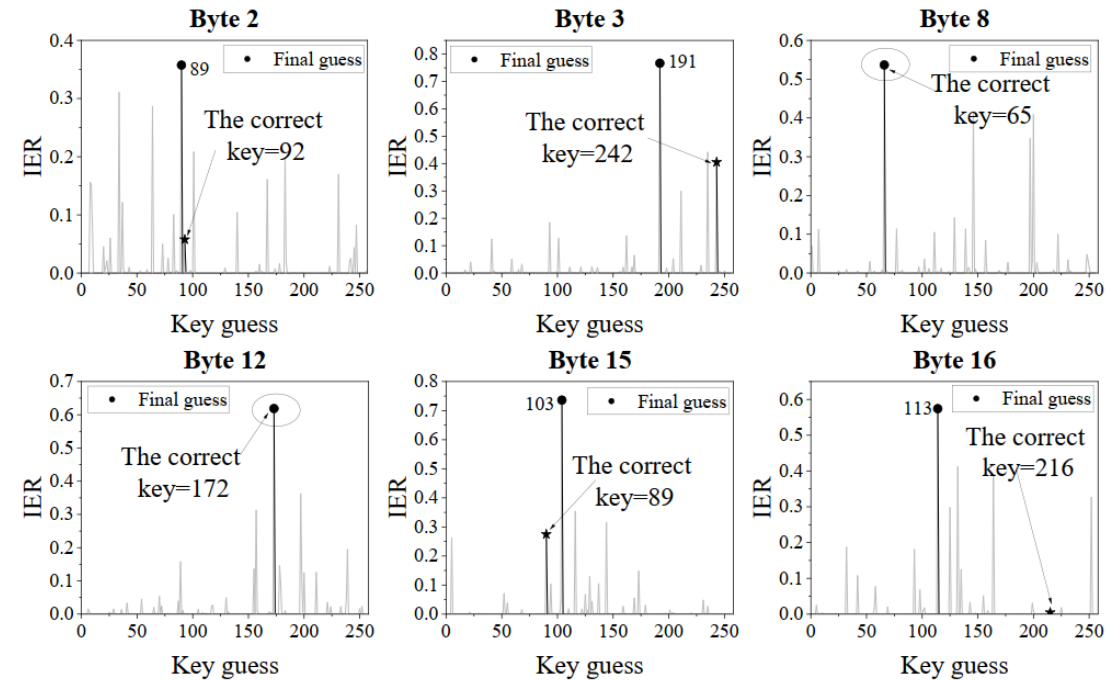 Byte 2
0.4
0.3
0.2
0.1
0.0
IER
Final guess
89
The correct
key=92
0 50 100 150 200 250
Key guess
Byte 3
0.8
0.7
0.6
0.5
0.4
0.3
0.2
0.1
0.0
IER
Final guess
191
The correct
key=242
0 50 100 150 200 250
Key guess
Byte 8
0.6
0.5
0.4
0.3
0.2
0.1
0.0
IER
Final guess
The correct
key=65
0 50 100 150 200 250
Key guess
Byte 12
0.7
0.6
0.5
0.4
0.3
0.2
0.1
0.0
IER
Final guess
The correct
key=172
0 50 100 150 200 250
Key guess
Byte 15
0.8
0.7
0.6
0.5
0.4
0.3
0.2
0.1
0.0
IER
Final guess
103
The correct
key=89
0 50 100 150 200 250
Key guess
Byte 16
0.6
0.5
0.4
0.3
0.2
0.1
0.0
IER
Final guess
113
The correct
key=216
0 50 100 150 200 250
Key guess